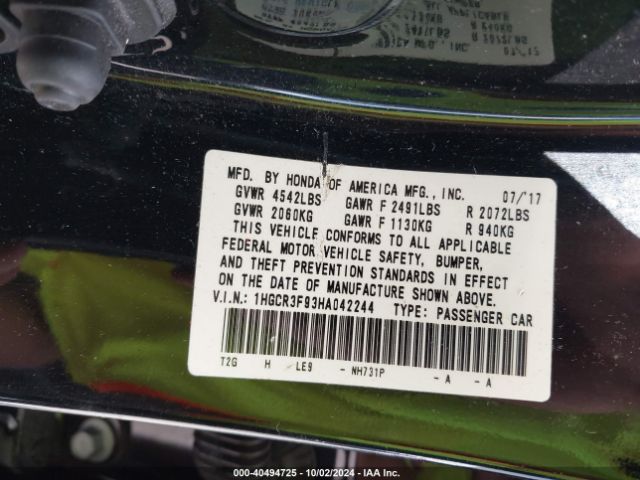 MFD. BY HONDA OF AMERICA MFG., INC. 07/'17
GVWR 4542LBS GAWR F 2491LBS R 2072LBS
GVWR 2060KG GAWR F 1130KG R 940KG
THIS VEHICLE CONFORMS TO ALL APPLICABLE
FEDERAL MOTOR VEHICLE SAFETY, BUMPER,
AND THEFT PREVENTION STANDARDS IN EFFECT
ON THE DATE OF MANUFACTURE SHOWN ABOVE.
V.I.N.: 1HGCR3F93HA042244 TYPE: PASSENGER CAR
T2G H LE9 - NH731P - A - A
000-40494725 - 10/02/2024 - IAA Inc.